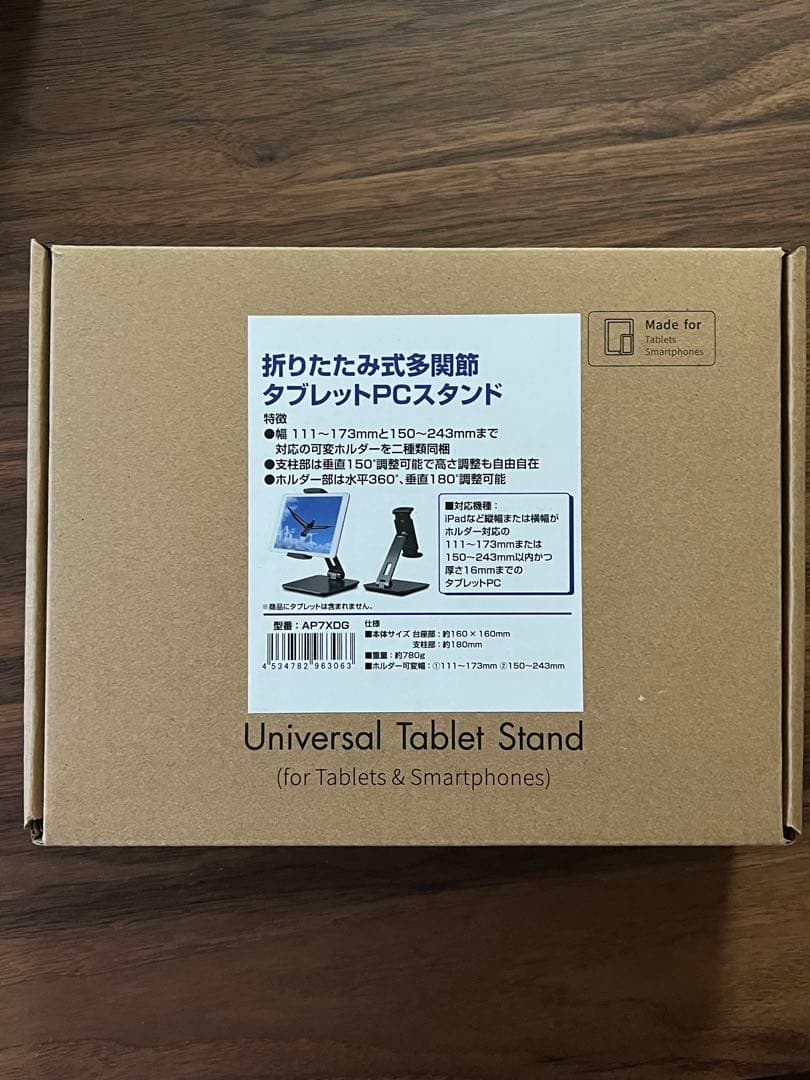 Made for
Tablets
Smartphones
折りたたみ式多関節
タブレットPCスタンド
特徴
●幅 111～173mmと150～243mmまで
対応の可変ホルダーを二種類同梱
●支柱部は垂直150°調整可能で高さ調整も自由自在
●ホルダー部は水平360°、垂直180°調整可能
■対応機種：
iPadなど縦幅または横幅が
ホルダー対応の
111～173mmまたは
150～243mm以内かつ
厚さ16mmまでの
タブレットPC
※商品にタブレットは含まれません。
型番：AP7XDG
4 534782 963063
仕様
■本体サイズ 台座部：約160×160mm
支柱部：約180mm
■重量：約780g
■ホルダー可変幅：①111～173mm ②150～243mm
Universal Tablet Stand
(for Tablets & Smartphones)